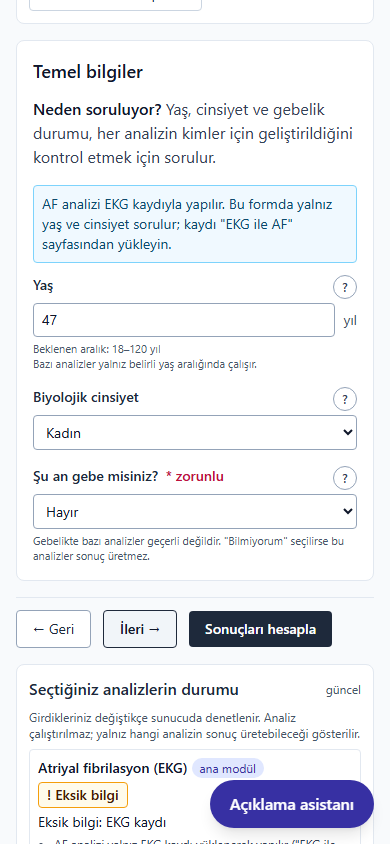 Temel bilgiler
Neden soruluyor? Yaş, cinsiyet ve gebelik
durumu, her analizin kimler için geliştirildiğini
kontrol etmek için sorulur.
AF analizi EKG kaydıyla yapılır. Bu formda yalnız
yaş ve cinsiyet sorulur; kaydı "EKG ile AF"
sayfasından yükleyin.
Yaş ?
47 yıl
Beklenen aralık: 18–120 yıl
Bazı analizler yalnız belirli yaş aralığında çalışır.
Biyolojik cinsiyet ?
Kadın
Şu an gebe misiniz? * zorunlu ?
Hayır
Gebelikte bazı analizler geçerli değildir. "Bilmiyorum" seçilirse bu
analizler sonuç üretmez.
← Geri İleri → Sonuçları hesapla
Seçtiğiniz analizlerin durumu güncel
Girdikleriniz değiştikçe sunucuda denetlenir. Analiz
çalıştırılmaz; yalnız hangi analizin sonuç üretebileceği gösterilir.
Atriyal fibrilasyon (EKG) ana modül
! Eksik bilgi
Açıklama asistanı
Eksik bilgi: EKG kaydı